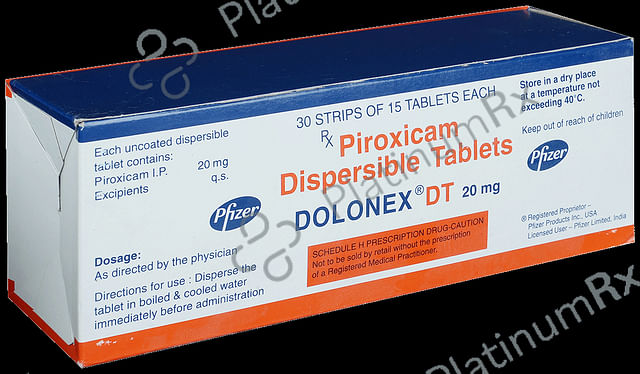 30 STRIPS OF 15 TABLETS EACH
Rx Piroxicam
Dispersible Tablets
DOLONEX® DT 20 mg
SCHEDULE H PRESCRIPTION DRUG-CAUTION
Not to be sold by retail without the prescription
of a Registered Medical Practitioner.
Each uncoated dispersible
tablet contains:
Piroxicam I.P. 20 mg
Excipients q.s.
Pfizer
Dosage:
As directed by the physician
Directions for use : Disperse the
tablet in boiled & cooled water
immediately before administration
Store in a dry place
at a temperature not
exceeding 40°C.
Keep out of reach of children
Pfizer
® Registered Proprietor –
Pfizer Products Inc., USA
Licensed User – Pfizer Limited, India
PlatinumRx
PlatinumRx
PlatinumRx